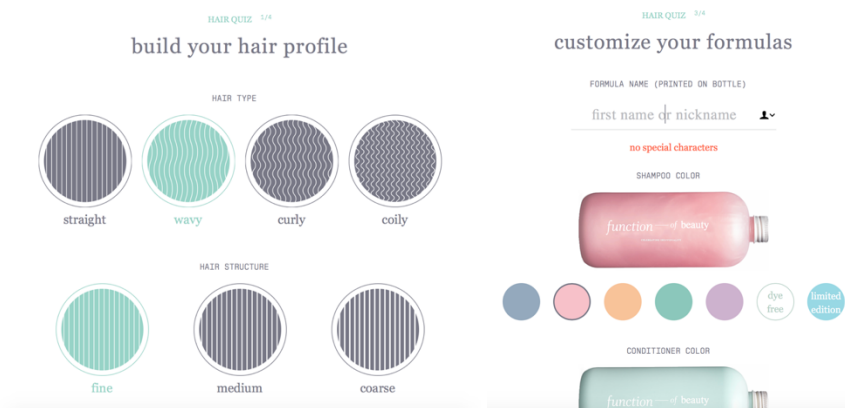 HAIR QUIZ 1/4
build your hair profile
HAIR TYPE
straight
wavy
curly
coily
HAIR STRUCTURE
fine
medium
coarse
HAIR QUIZ 3/4
customize your formulas
FORMULA NAME (PRINTED ON BOTTLE)
first name or nickname
no special characters
SHAMPOO COLOR
function of beauty
dye
free
limited
edition
CONDITIONER COLOR
function of beauty